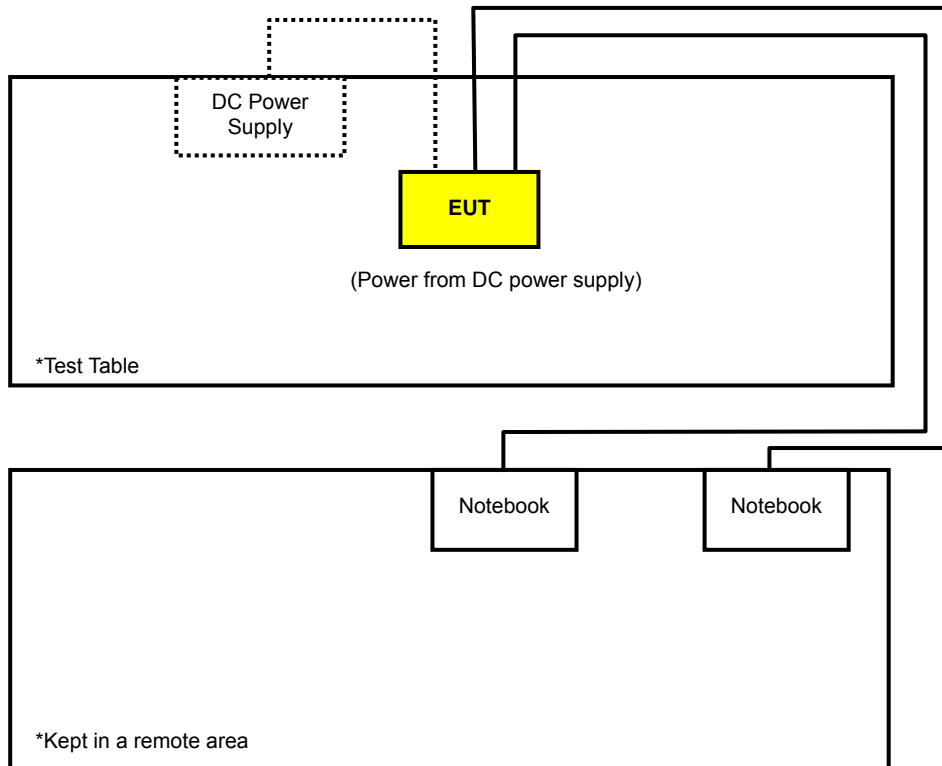 DC Power
Supply
EUT
(Power from DC power supply)
*Test Table
Notebook
Notebook
*Kept in a remote area